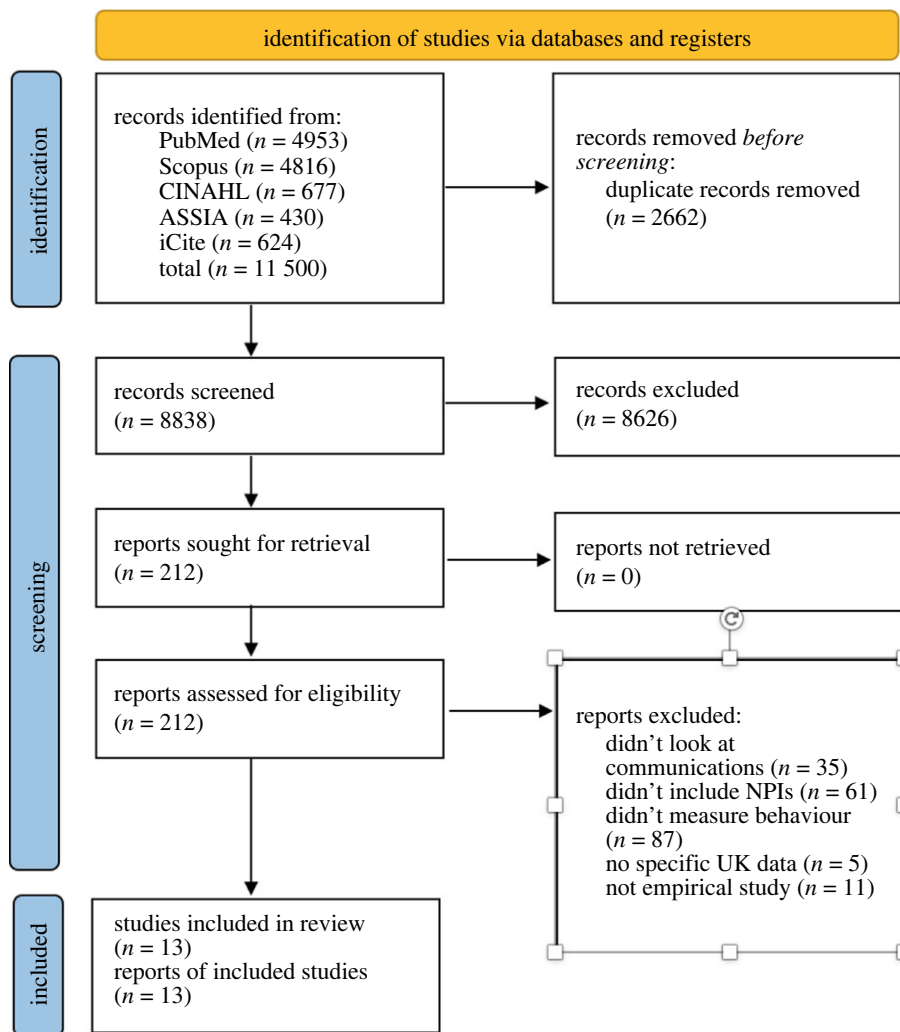 identification of studies via databases and registers
identification
records identified from:
PubMed (n = 4953)
Scopus (n = 4816)
CINAHL (n = 677)
ASSIA (n = 430)
iCite (n = 624)
total (n = 11 500)
records removed before
screening:
duplicate records removed
(n = 2662)
screening
records screened
(n = 8838)
records excluded
(n = 8626)
reports sought for retrieval
(n = 212)
reports not retrieved
(n = 0)
reports assessed for eligibility
(n = 212)
reports excluded:
didn’t look at
communications (n = 35)
didn’t include NPIs (n = 61)
didn’t measure behaviour
(n = 87)
no specific UK data (n = 5)
not empirical study (n = 11)
included
studies included in review
(n = 13)
reports of included studies
(n = 13)